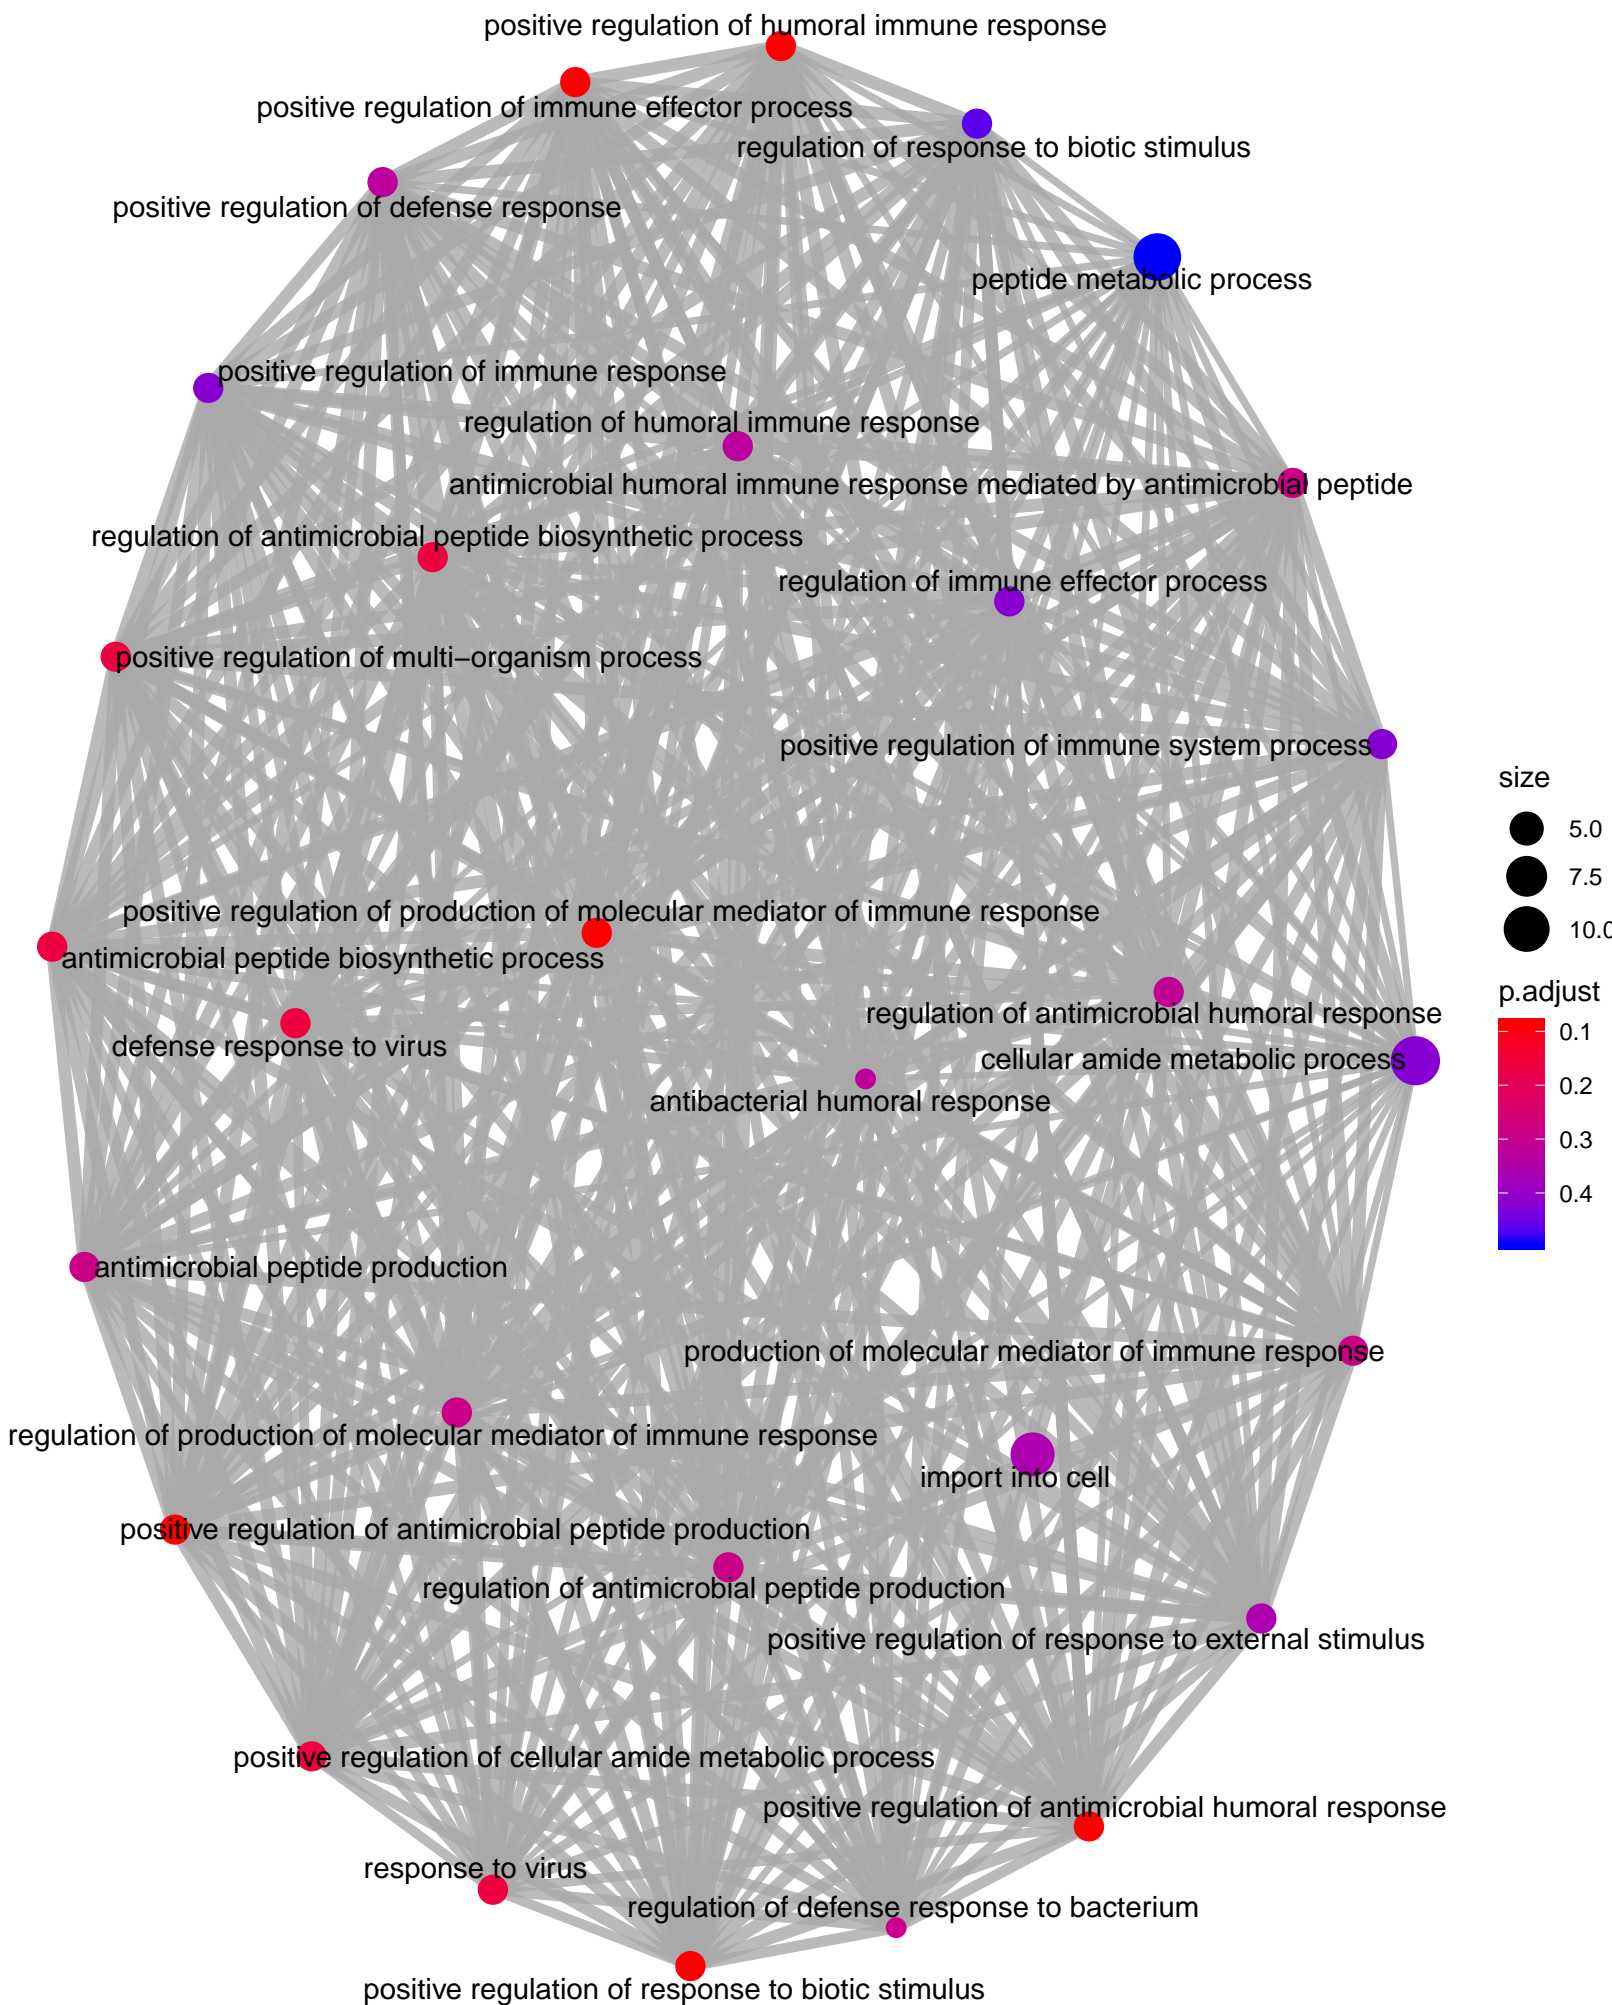 positive regulation of humoral immune response
positive regulation of immune effector process
regulation of response to biotic stimulus
positive regulation of defense response
peptide metabolic process
positive regulation of immune response
regulation of humoral immune response
antimicrobial humoral immune response mediated by antimicrobial peptide
regulation of antimicrobial peptide biosynthetic process
regulation of immune effector process
positive regulation of multi−organism process
positive regulation of immune system process
size
5.0
7.5
10.0
positive regulation of production of molecular mediator of immune response
antimicrobial peptide biosynthetic process
p.adjust
0.1
0.2
0.3
0.4
regulation of antimicrobial humoral response
defense response to virus
cellular amide metabolic process
antibacterial humoral response
antimicrobial peptide production
production of molecular mediator of immune response
regulation of production of molecular mediator of immune response
import into cell
positive regulation of antimicrobial peptide production
regulation of antimicrobial peptide production
positive regulation of response to external stimulus
positive regulation of cellular amide metabolic process
positive regulation of antimicrobial humoral response
response to virus
regulation of defense response to bacterium
positive regulation of response to biotic stimulus